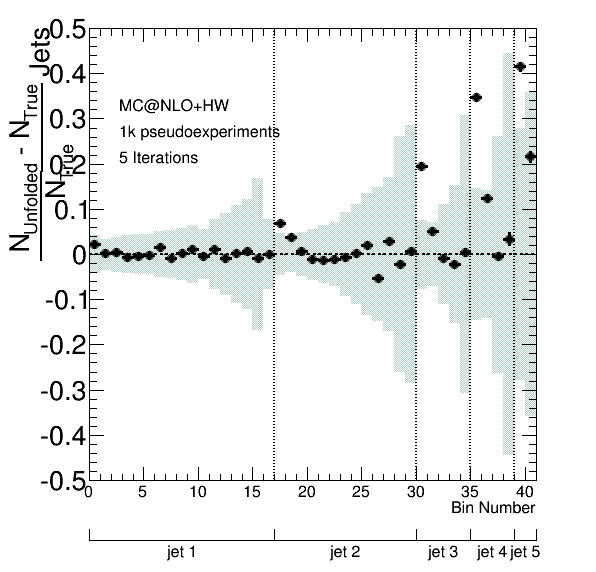 N_Unfolded - N_True
N_True
Jets
0.5
0.4
0.3
0.2
0.1
0
-0.1
-0.2
-0.3
-0.4
-0.5
MC@NLO+HW
1k pseudoexperiments
5 Iterations
0 5 10 15 20 25 30 35 40
Bin Number
jet 1 jet 2 jet 3 jet 4 jet 5